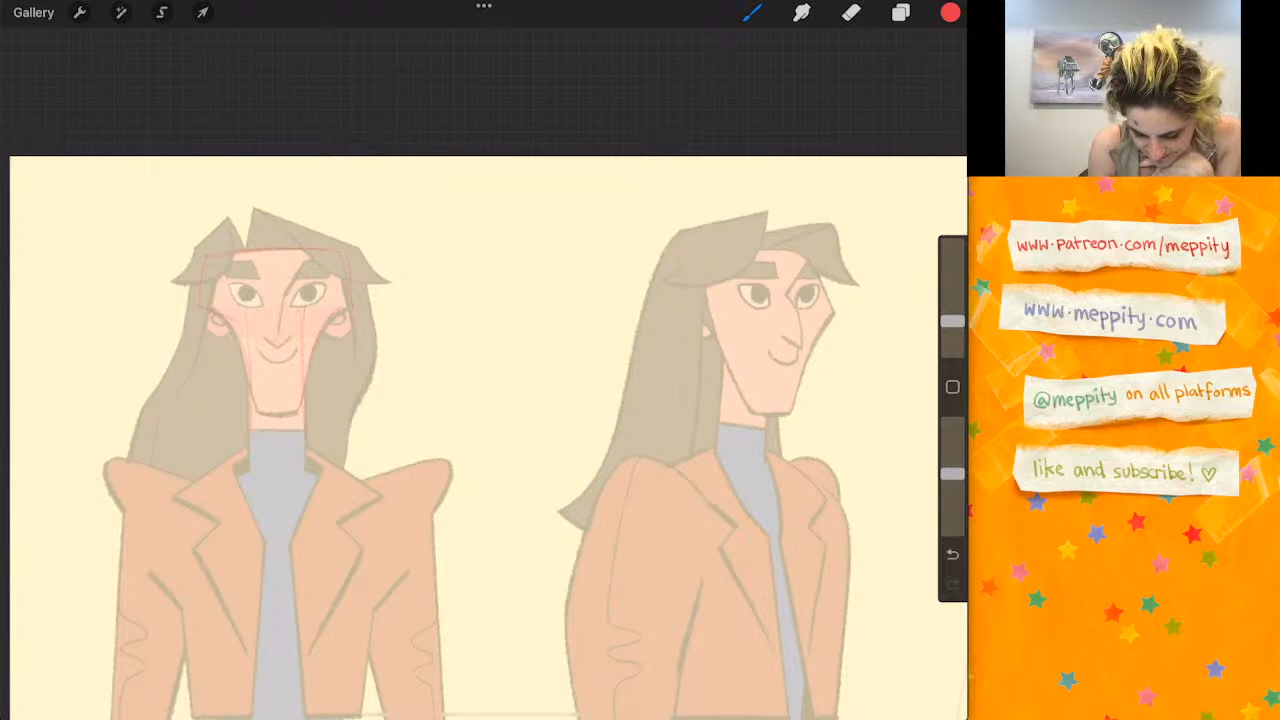 Gallery
www.patreon.com/meppity
www.meppity.com
@meppity on all platforms
like and subscribe! ♡